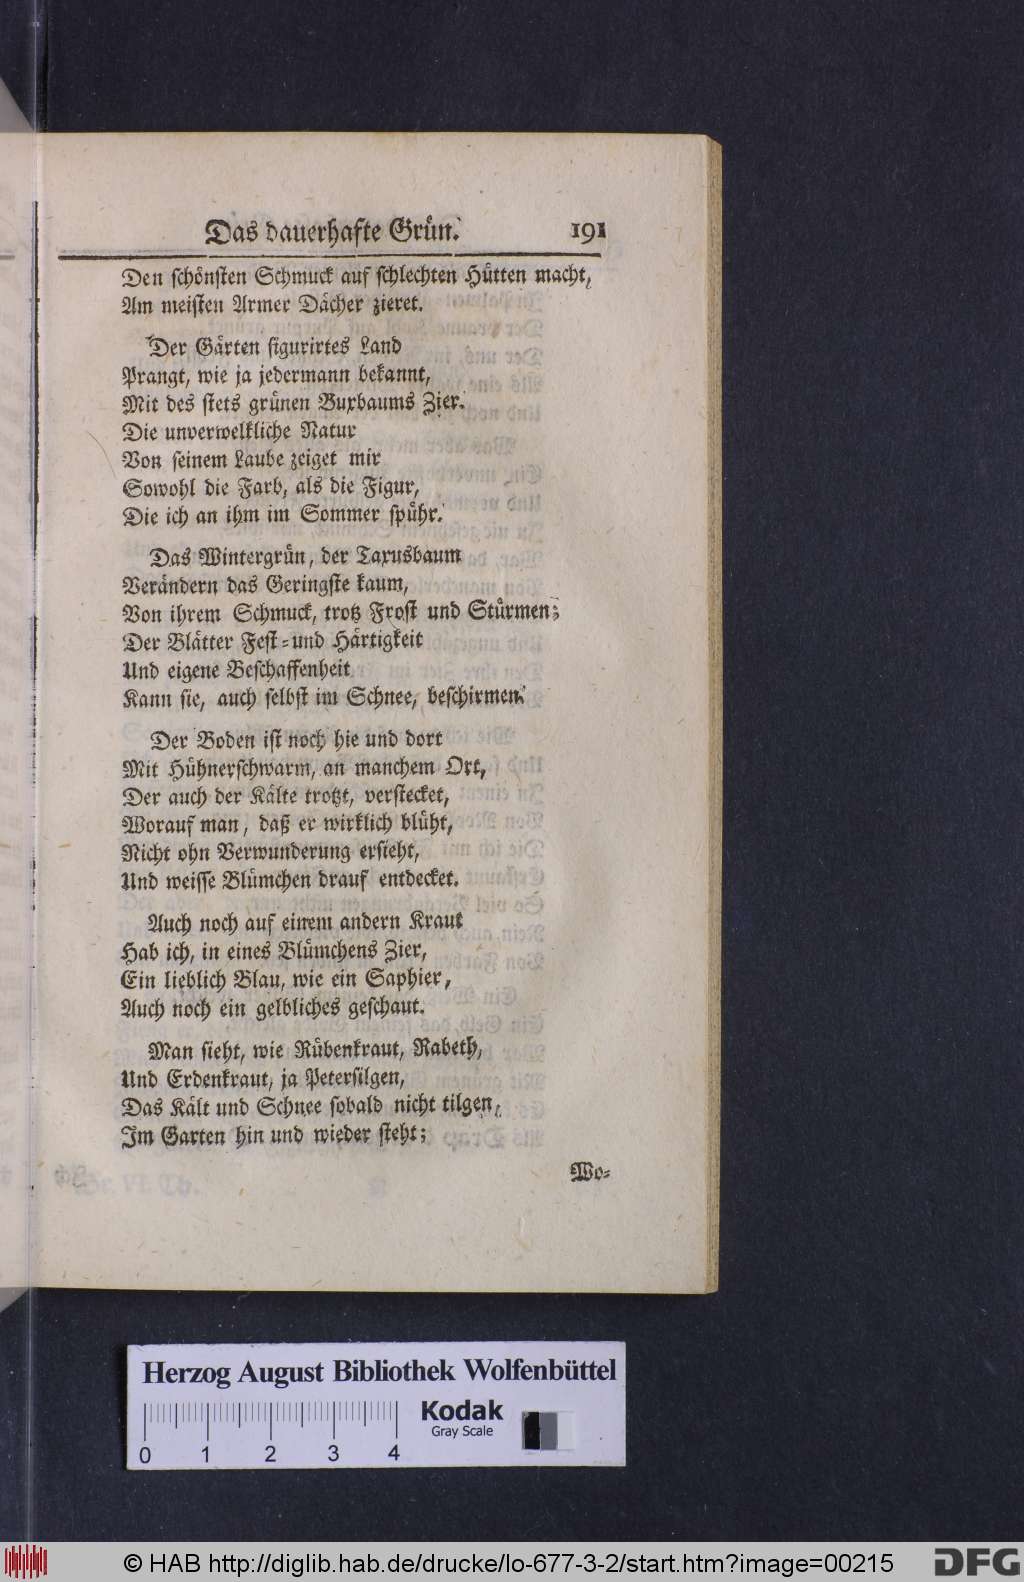 Das dauerhafte Grün. 191
Den schönsten Schmuck auf schlechten Hütten macht,
Am meisten Armer Dächer zieret.
Der Gärten figurirtes Land
Prangt, wie ja jedermann bekannt,
Mit des stets grünen Buxbaums Zier.
Die unverwelkliche Natur
Von seinem Laube zeiget mir
Sowohl die Farb, als die Figur,
Die ich an ihm im Sommer spühr.
Das Wintergrün, der Taxusbaum
Verändern das Geringste kaum,
Von ihrem Schmuck, trotz Frost und Stürmen;
Der Blätter Fest-und Härtigkeit
Und eigene Beschaffenheit
Kann sie, auch selbst im Schnee, beschirmen.
Der Boden ist noch hie und dort
Mit Hühnerschwarm, an manchem Ort,
Der auch der Kälte trotzt, verstecket,
Worauf man, daß er wirklich blüht,
Nicht ohn Verwunderung ersieht,
Und weisse Blümchen drauf entdecket.
Auch noch auf einem andern Kraut
Hab ich, in eines Blümchens Zier,
Ein lieblich Blau, wie ein Saphier,
Auch noch ein gelbliches geschaut.
Man sieht, wie Rübenkraut, Rabeth,
Und Erdenkraut, ja Petersilgen,
Das Kält und Schnee sobald nicht tilgen,
Im Garten hin und wieder steht;
Wo-
Herzog August Bibliothek Wolfenbüttel
Kodak
Gray Scale
0 1 2 3 4
© HAB http://diglib.hab.de/drucke/lo-677-3-2/start.htm?image=00215
DFG